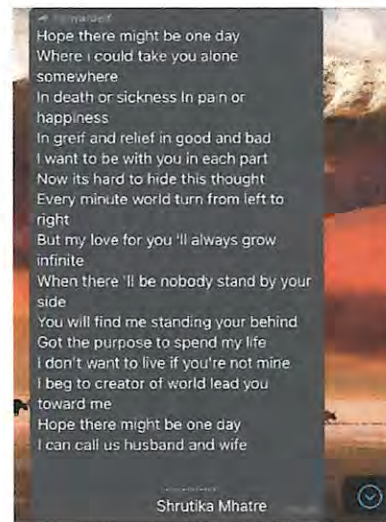 Forwarded
Hope there might be one day
Where i could take you alone
somewhere
In death or sickness In pain or
happiness
In greif and relief in good and bad
I want to be with you in each part
Now its hard to hide this thought
Every minute world turn from left to
right
But my love for you 'll always grow
infinite
When there 'll be nobody stand by your
side
You will find me standing your behind
Got the purpose to spend my life
I don't want to live if you're not mine
I beg to creator of world lead you
toward me
Hope there might be one day
I can call us husband and wife
Shrutika Mhatre